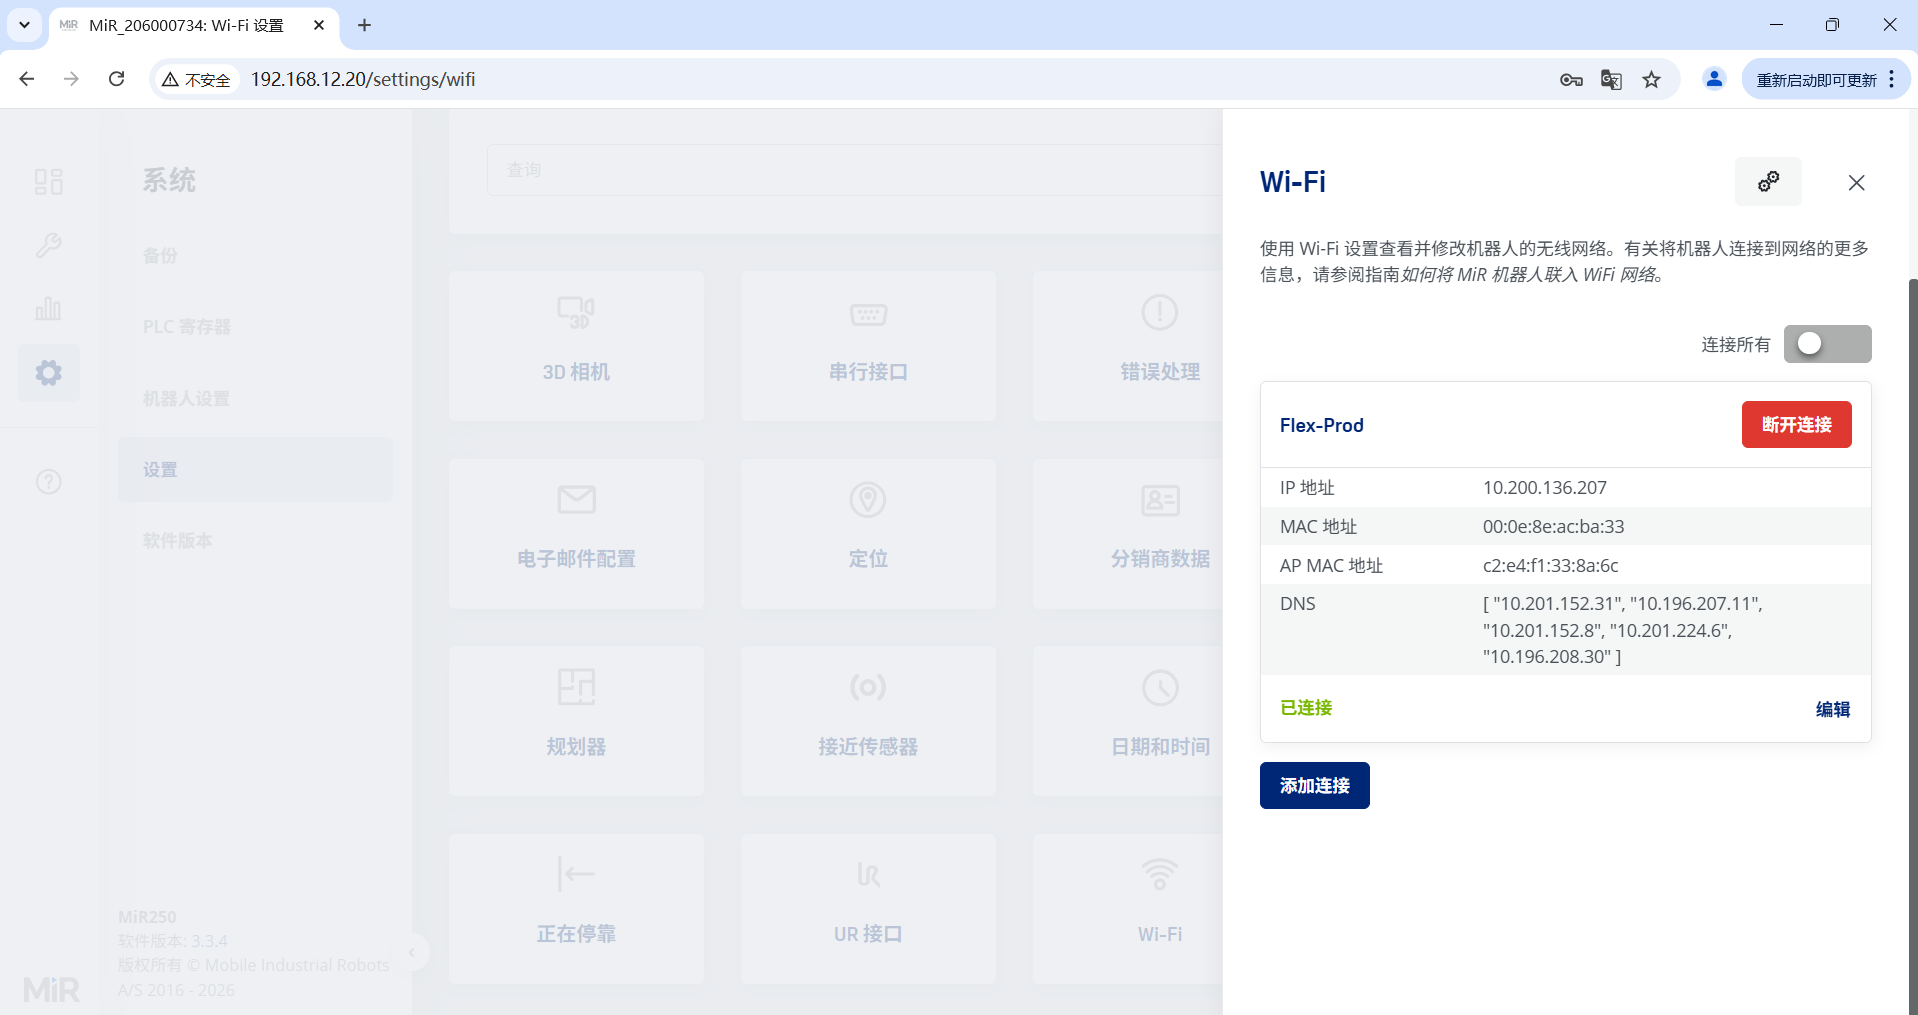 MiR_206000734: Wi-Fi 设置
不安全
192.168.12.20/settings/wifi
重新启动即可更新
系统
备份
PLC 寄存器
机器人设置
设置
软件版本
MiR250
软件版本: 3.3.4
版权所有 © Mobile Industrial Robots
A/S 2016 - 2026
MiR
查询
3D
3D 相机
串行接口
错误处理
电子邮件配置
定位
分销商数据
规划器
接近传感器
日期和时间
正在停靠
UR 接口
Wi-Fi
Wi-Fi
使用 Wi-Fi 设置查看并修改机器人的无线网络。有关将机器人连接到网络的更多
信息，请参阅指南如何将 MiR 机器人联入 WiFi 网络。
连接所有
Flex-Prod
断开连接
IP 地址 10.200.136.207
MAC 地址 00:0e:8e:ac:ba:33
AP MAC 地址 c2:e4:f1:33:8a:6c
DNS [ "10.201.152.31", "10.196.207.11",
"10.201.152.8", "10.201.224.6",
"10.196.208.30" ]
已连接
编辑
添加连接